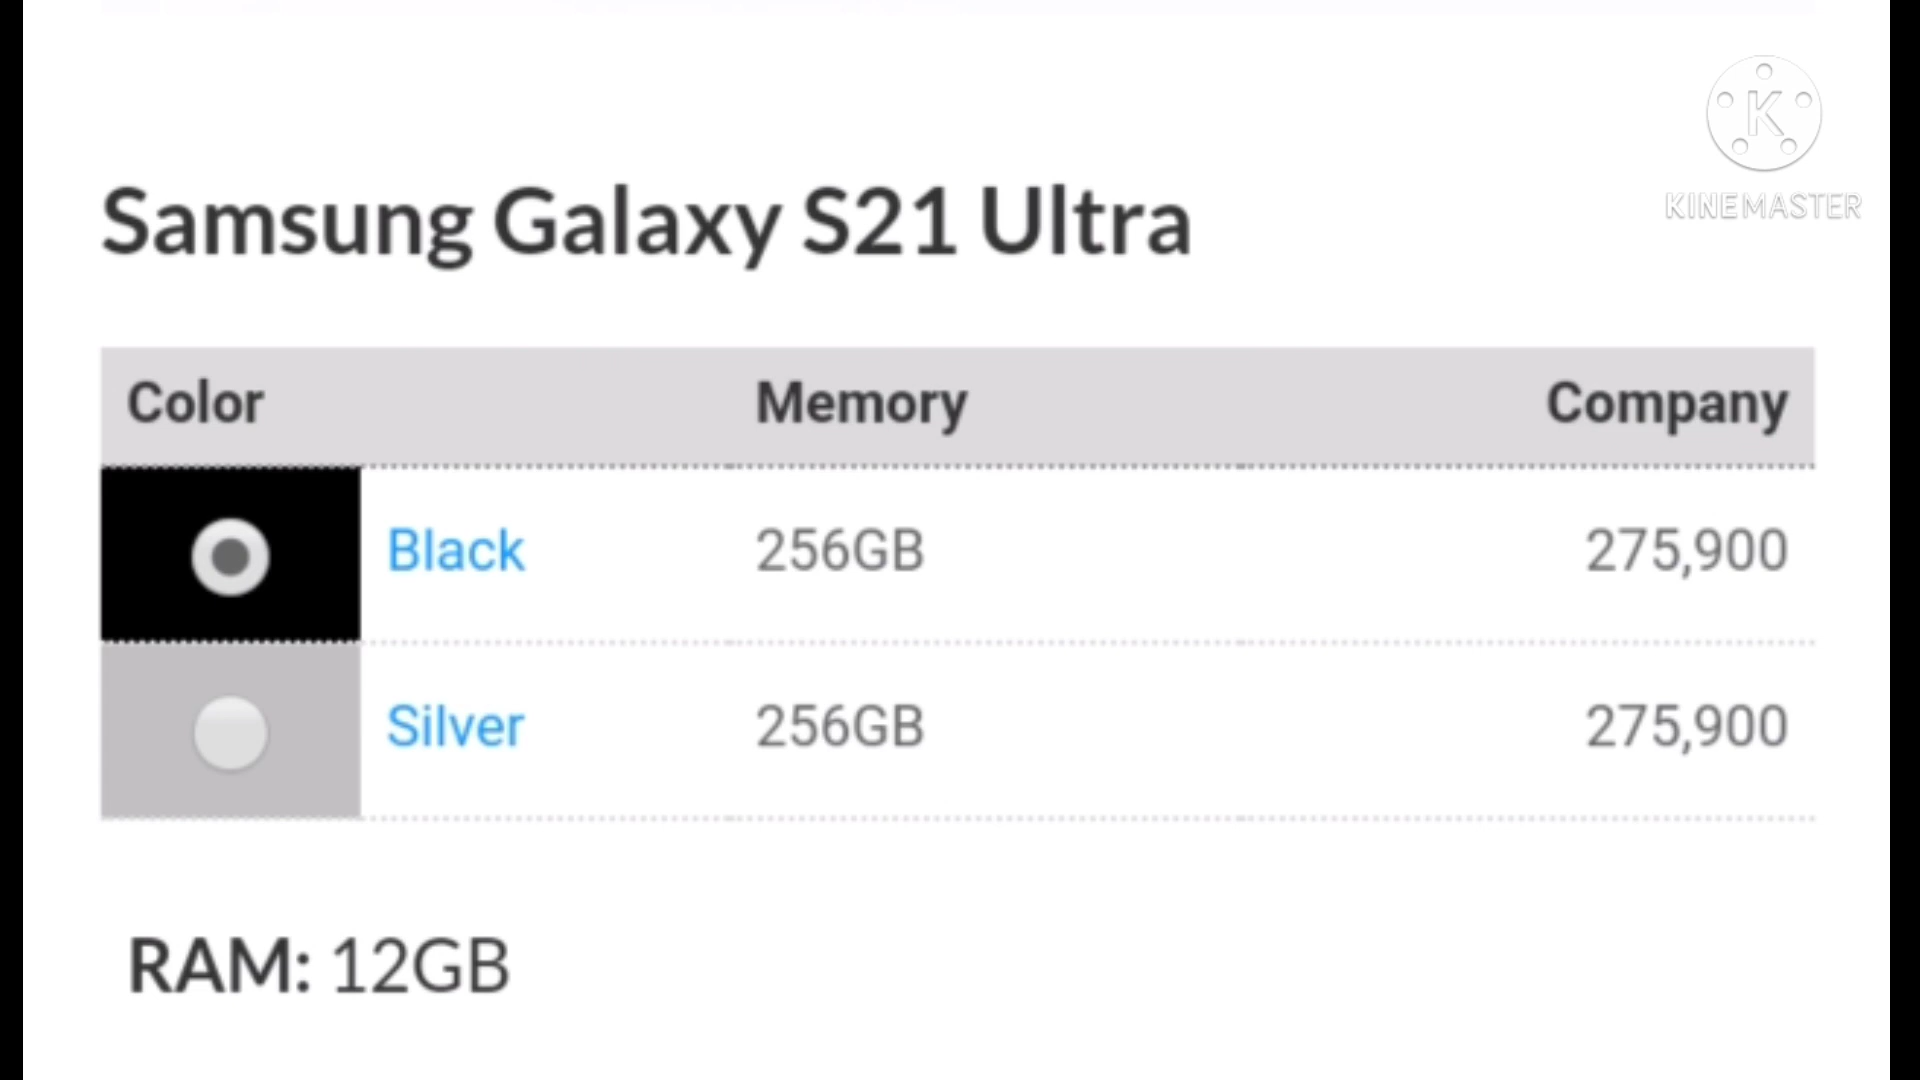 K
KINEMASTER
Samsung Galaxy S21 Ultra
Color Memory Company
Black 256GB 275,900
Silver 256GB 275,900
RAM: 12GB